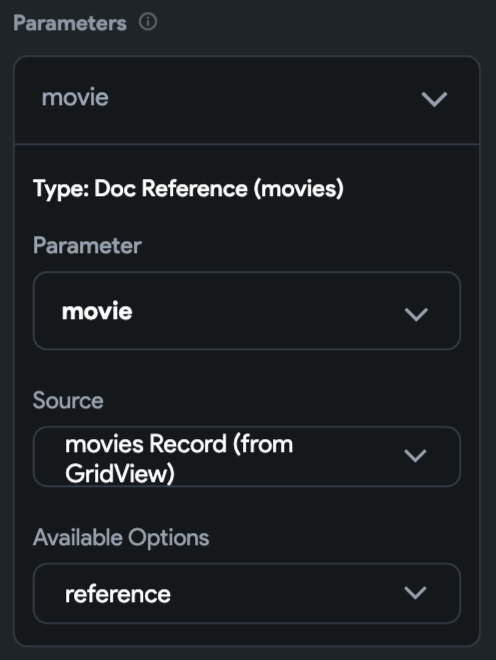 Parameters
movie
Type: Doc Reference (movies)
Parameter
movie
Source
movies Record (from
GridView)
Available Options
reference